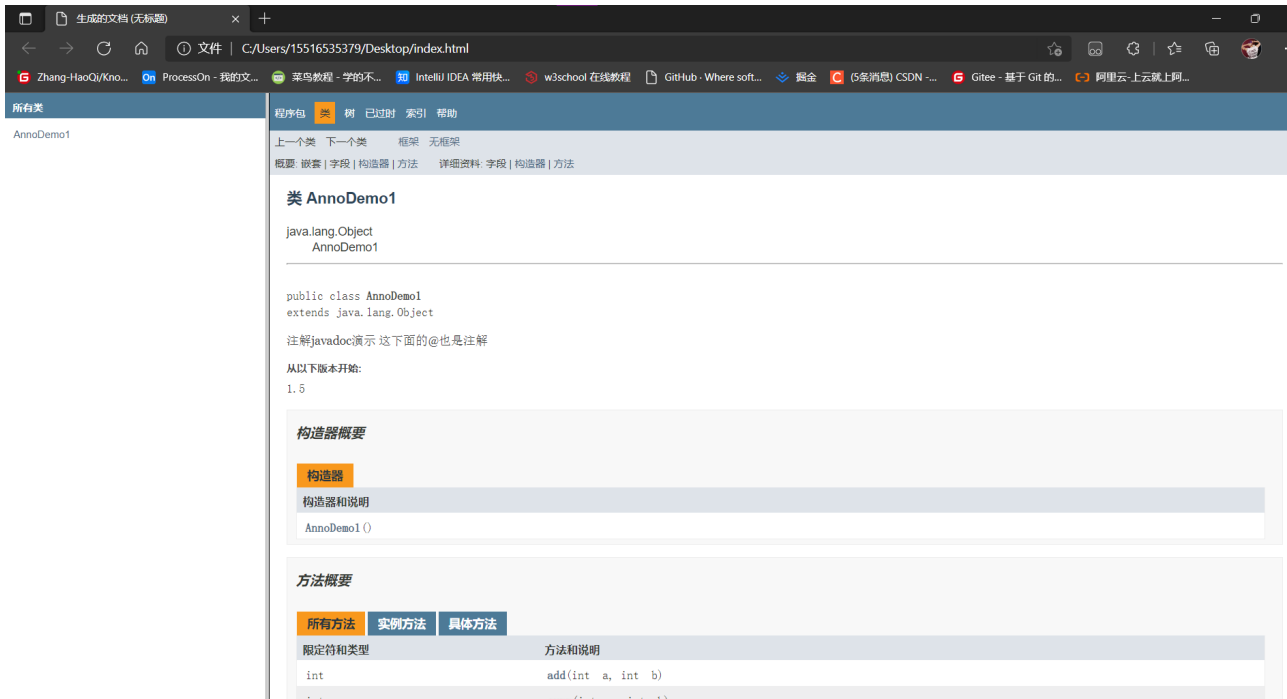 生成的文档 (无标题)
文件 | C:/Users/15516535379/Desktop/index.html
Zhang-HaoQi/Kno... ProcessOn - 我的文... 菜鸟教程 - 学的不... IntelliJ IDEA 常用快... w3school 在线教程 GitHub · Where soft... 掘金 (5条消息) CSDN -... Gitee - 基于 Git 的... 阿里云-上云就上阿...
所有类
AnnoDemo1
程序包 类 树 已过时 索引 帮助
上一个类 下一个类 框架 无框架
概要: 嵌套 | 字段 | 构造器 | 方法 详细资料: 字段 | 构造器 | 方法
类 AnnoDemo1
java.lang.Object
AnnoDemo1
public class AnnoDemo1
extends java.lang.Object
注解javadoc演示 这下面的@也是注解
从以下版本开始:
1.5
构造器概要
构造器
构造器和说明
AnnoDemo1()
方法概要
所有方法 实例方法 具体方法
限定符和类型 方法和说明
int add(int a, int b)